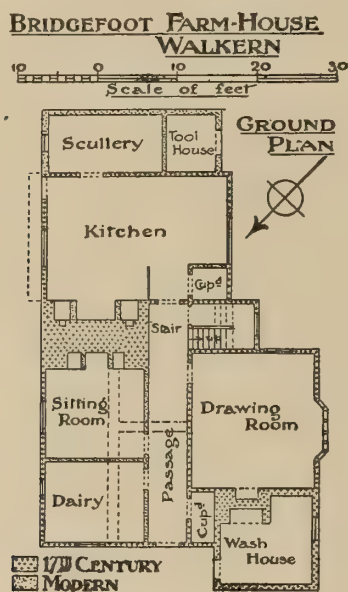 BRIDGEFOOT FARM-HOUSE
WALKERN
10 0 10 20 30
Scale of feet
GROUND
PLAN
Scullery
Tool
House
Kitchen
Cupd
Stair
up
Sitting
Room
Drawing
Room
Passage
Dairy
Cupd
Wash
House
17TH CENTURY
MODERN